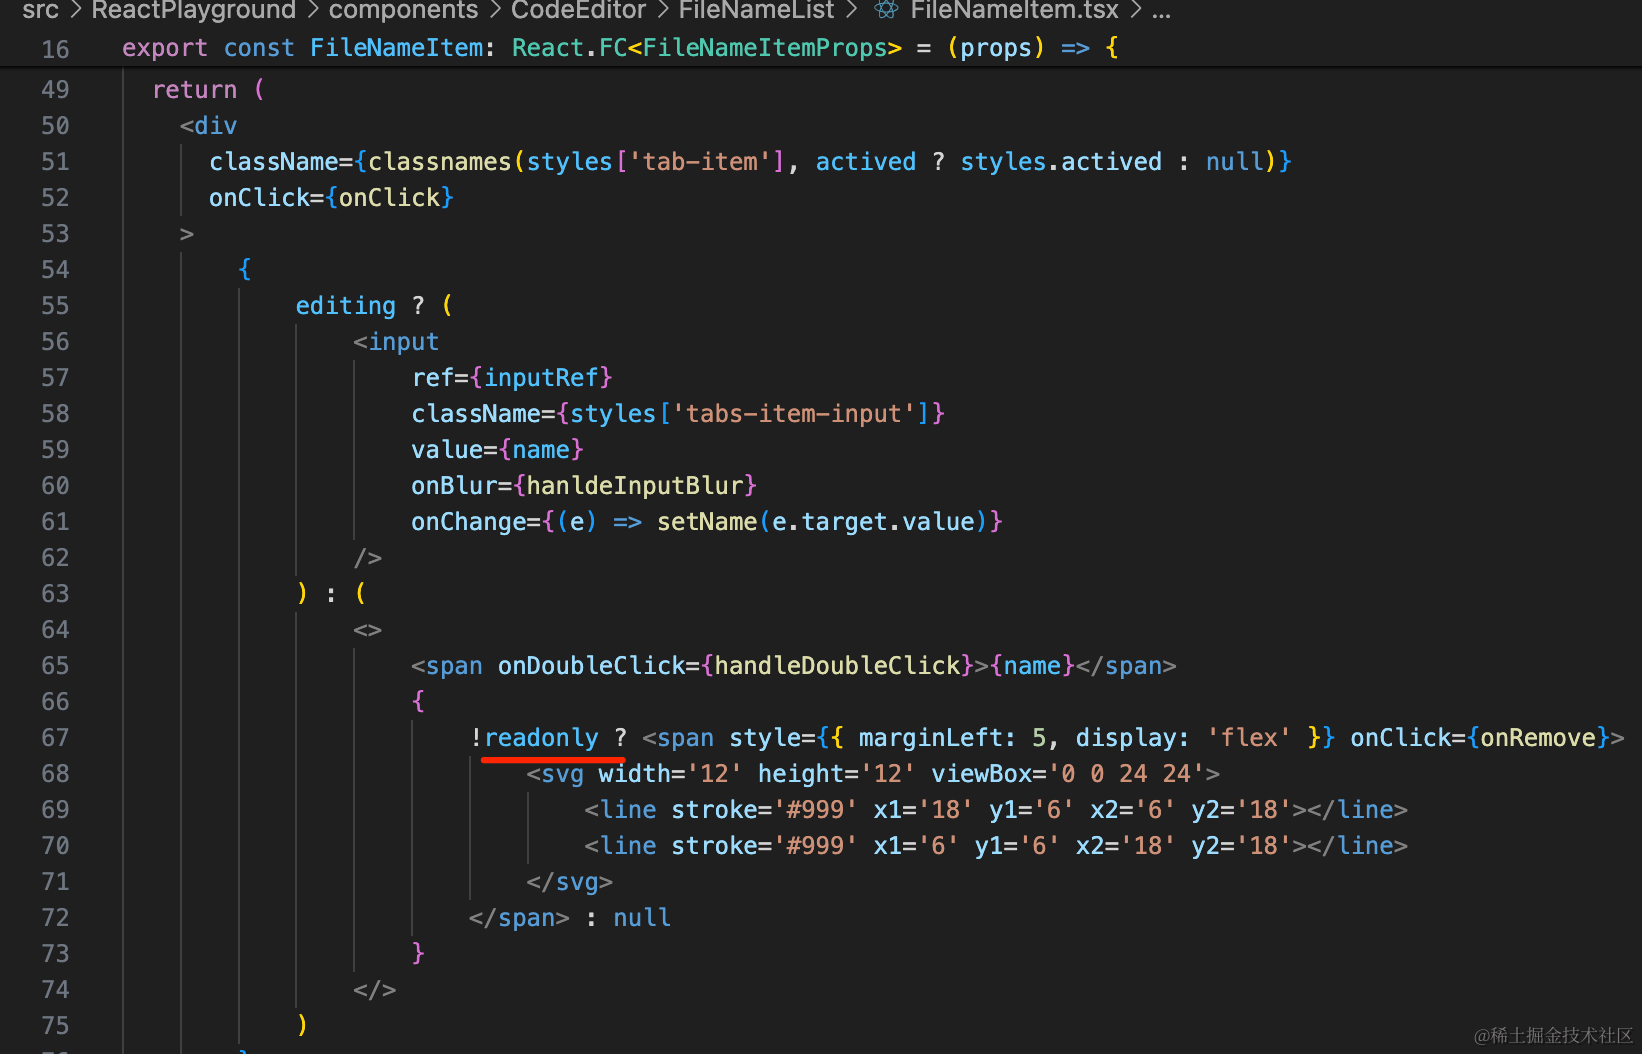 src > ReactPlayground > components > CodeEditor > FileNameList > FileNameItem.tsx > ...
16 export const FileNameItem: React.FC<FileNameItemProps> = (props) => {
49 return (
50 <div
51 className={classnames(styles['tab-item'], actived ? styles.actived : null)}
52 onClick={onClick}
53 >
54 {
55 editing ? (
56 <input
57 ref={inputRef}
58 className={styles['tabs-item-input']}
59 value={name}
60 onBlur={hanldeInputBlur}
61 onChange={(e) => setName(e.target.value)}
62 />
63 ) : (
64 <>
65 <span onDoubleClick={handleDoubleClick}>{name}</span>
66 {
67 !readonly ? <span style={{ marginLeft: 5, display: 'flex' }} onClick={onRemove}>
68 <svg width='12' height='12' viewBox='0 0 24 24'>
69 <line stroke='#999' x1='18' y1='6' x2='6' y2='18'></line>
70 <line stroke='#999' x1='6' y1='6' x2='18' y2='18'></line>
71 </svg>
72 </span> : null
73 }
74 </>
75 )
@稀土掘金技术社区